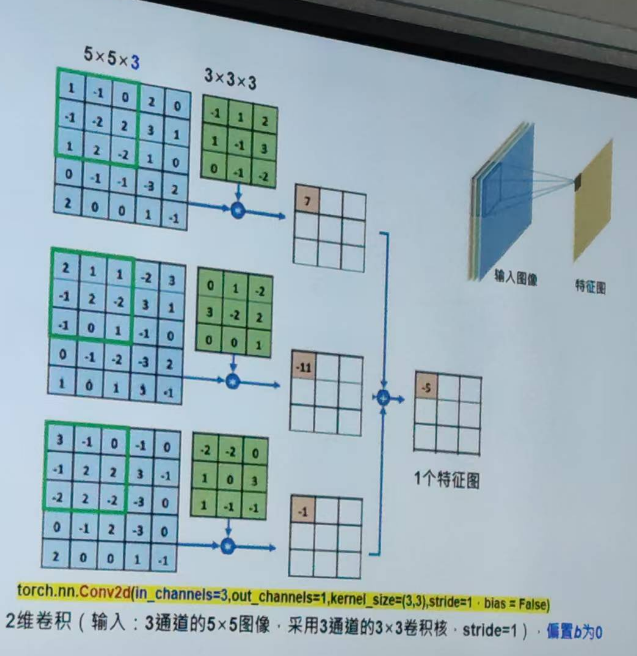 5×5×3
3×3×3
1 -1 0 2 0
-1 -2 2 3 1
1 2 -2 1 0
0 -1 -1 -3 2
2 0 0 1 -1
-1 1 2
1 -1 3
0 -1 -2
7
输入图像
特征图
2 1 1 -2 3
-1 2 -2 3 1
-1 0 1 -1 0
0 -1 -2 -3 2
1 0 1 -1
0 1 -2
3 -2 2
0 0 1
-11
-5
1个特征图
3 -1 0 -1 0
-1 2 2 3 -1
-2 2 -2 -3 0
0 -1 2 -3 0
2 0 0 1 -1
-2 -2 0
1 0 3
1 -1 -1
-1
torch.nn.Conv2d(in_channels=3,out_channels=1,kernel_size=(3,3),stride=1,bias = False)
2维卷积（输入：3通道的5×5图像，采用3通道的3×3卷积核，stride=1），偏置b为0